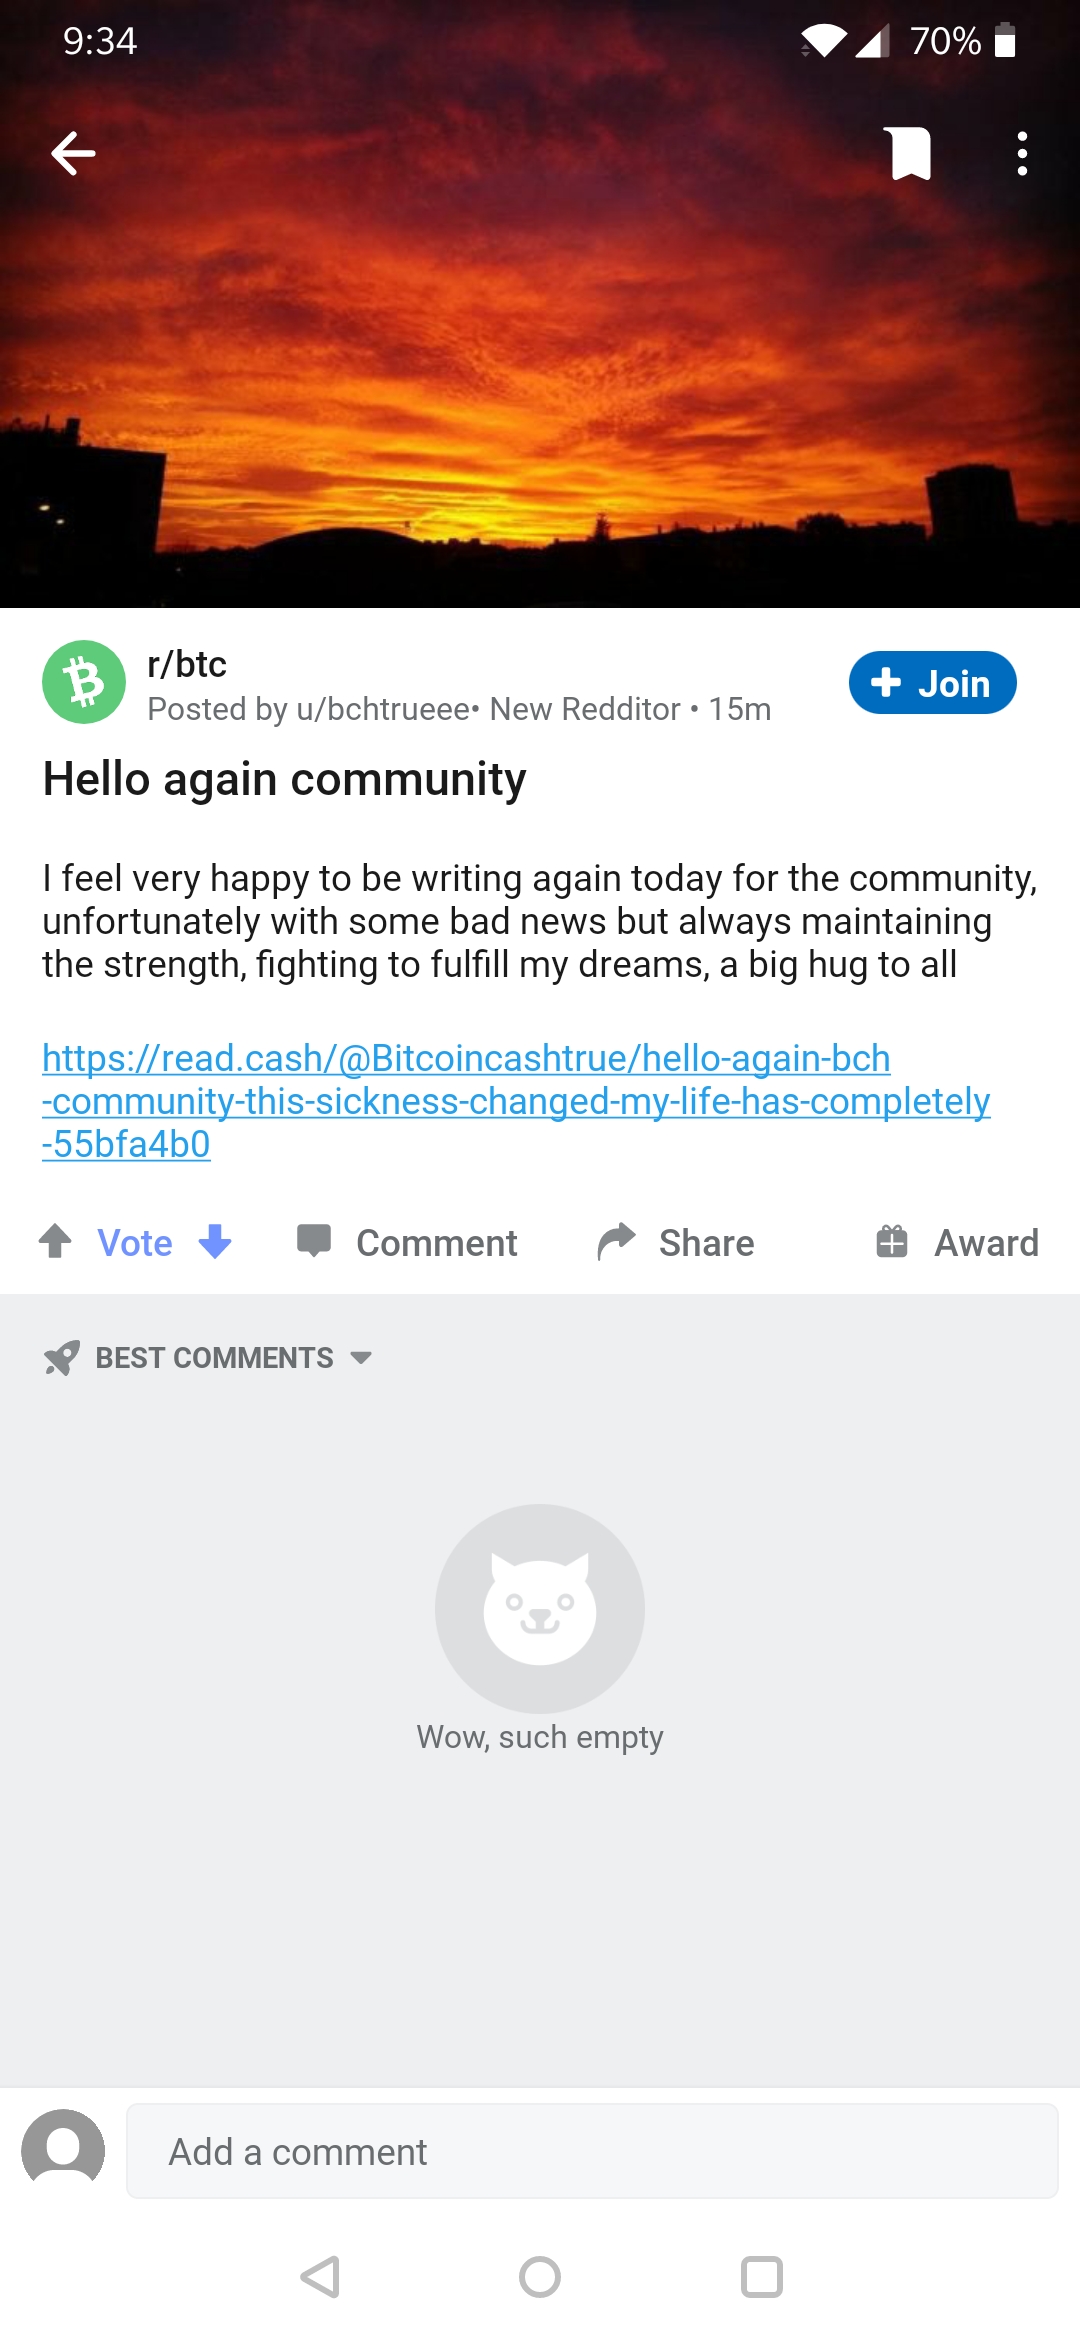 9:34
70%
r/btc
Posted by u/bchtrueee• New Redditor • 15m
Join
Hello again community
I feel very happy to be writing again today for the community,
unfortunately with some bad news but always maintaining
the strength, fighting to fulfill my dreams, a big hug to all
https://read.cash/@Bitcoincashtrue/hello-again-bch
-community-this-sickness-changed-my-life-has-completely
-55bfa4b0
Vote
Comment
Share
Award
BEST COMMENTS
Wow, such empty
Add a comment